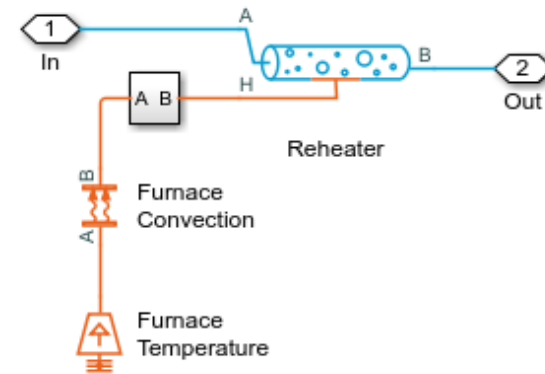 1
In
A
B
2
Out
A B
H
Reheater
B
Furnace
Convection
A
Furnace
Temperature